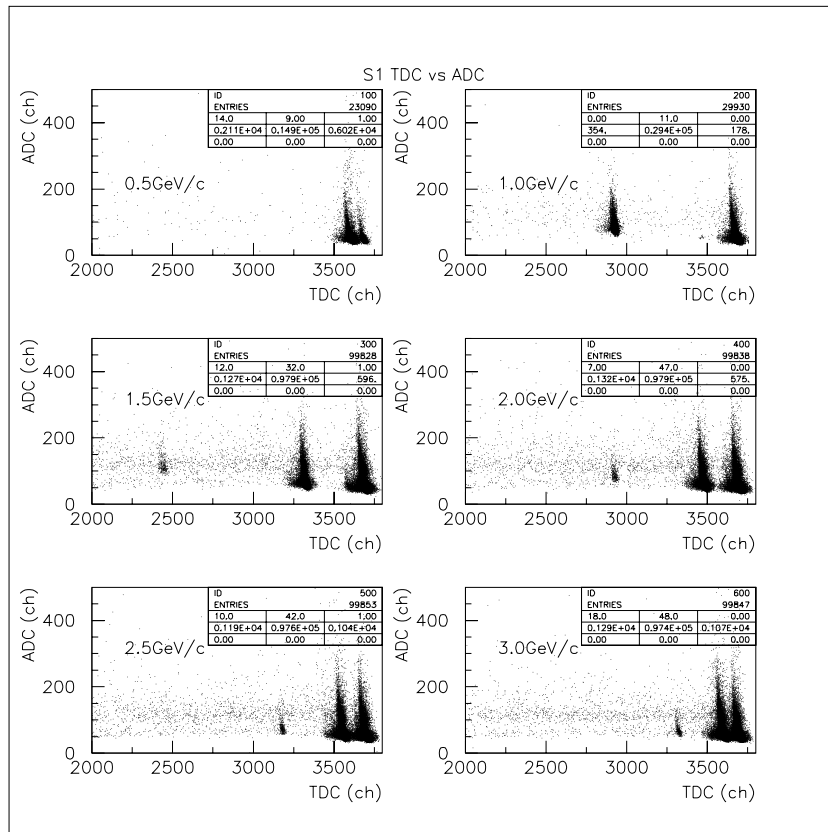 S1 TDC vs ADC
ADC (ch)
400
200
0
ID 100
ENTRIES 23090
14.0 9.00 1.00
0.211E+04 0.149E+05 0.602E+04
0.00 0.00 0.00
0.5GeV/c
2000 2500 3000 3500
TDC (ch)
ADC (ch)
400
200
0
ID 200
ENTRIES 29930
0.00 11.0 0.00
354. 0.294E+05 178.
0.00 0.00 0.00
1.0GeV/c
2000 2500 3000 3500
TDC (ch)
ADC (ch)
400
200
0
ID 300
ENTRIES 99828
12.0 32.0 1.00
0.127E+04 0.979E+05 596.
0.00 0.00 0.00
1.5GeV/c
2000 2500 3000 3500
TDC (ch)
ADC (ch)
400
200
0
ID 400
ENTRIES 99838
7.00 47.0 0.00
0.132E+04 0.979E+05 575.
0.00 0.00 0.00
2.0GeV/c
2000 2500 3000 3500
TDC (ch)
ADC (ch)
400
200
0
ID 500
ENTRIES 99853
10.0 42.0 1.00
0.119E+04 0.976E+05 0.104E+04
0.00 0.00 0.00
2.5GeV/c
2000 2500 3000 3500
TDC (ch)
ADC (ch)
400
200
0
ID 600
ENTRIES 99847
18.0 48.0 0.00
0.129E+04 0.974E+05 0.107E+04
0.00 0.00 0.00
3.0GeV/c
2000 2500 3000 3500
TDC (ch)